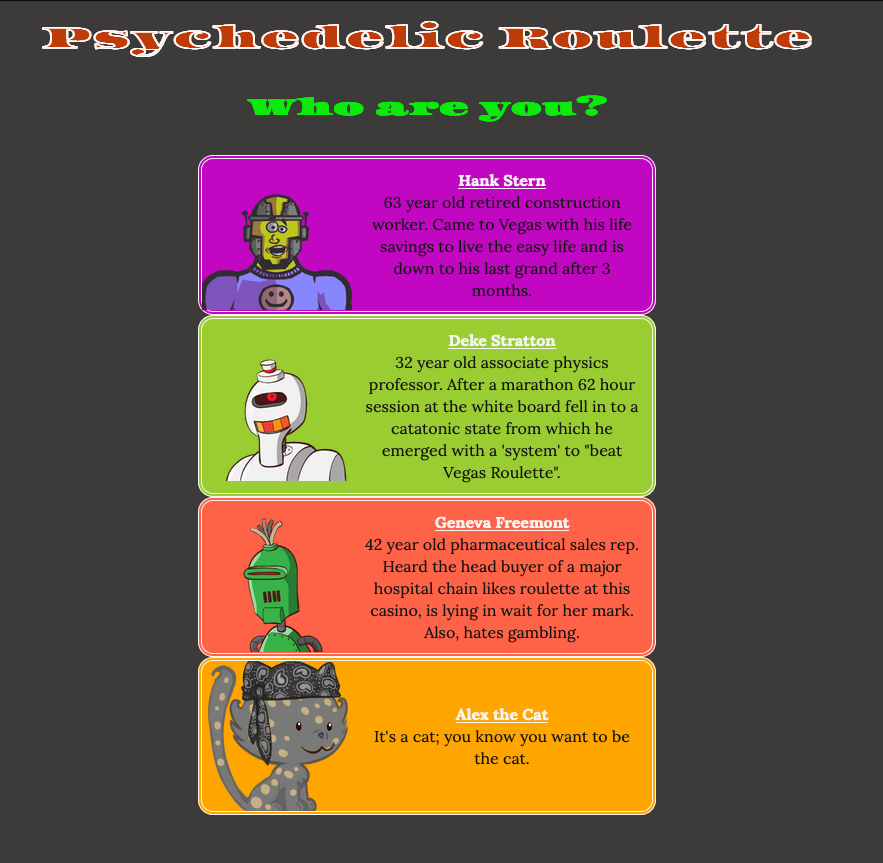 Psychedelic Roulette
Who are you?
Hank Stern
63 year old retired construction
worker. Came to Vegas with his life
savings to live the easy life and is
down to his last grand after 3
months.
Deke Stratton
32 year old associate physics
professor. After a marathon 62 hour
session at the white board fell in to a
catatonic state from which he
emerged with a 'system' to "beat
Vegas Roulette".
Geneva Freemont
42 year old pharmaceutical sales rep.
Heard the head buyer of a major
hospital chain likes roulette at this
casino, is lying in wait for her mark.
Also, hates gambling.
Alex the Cat
It's a cat; you know you want to be
the cat.